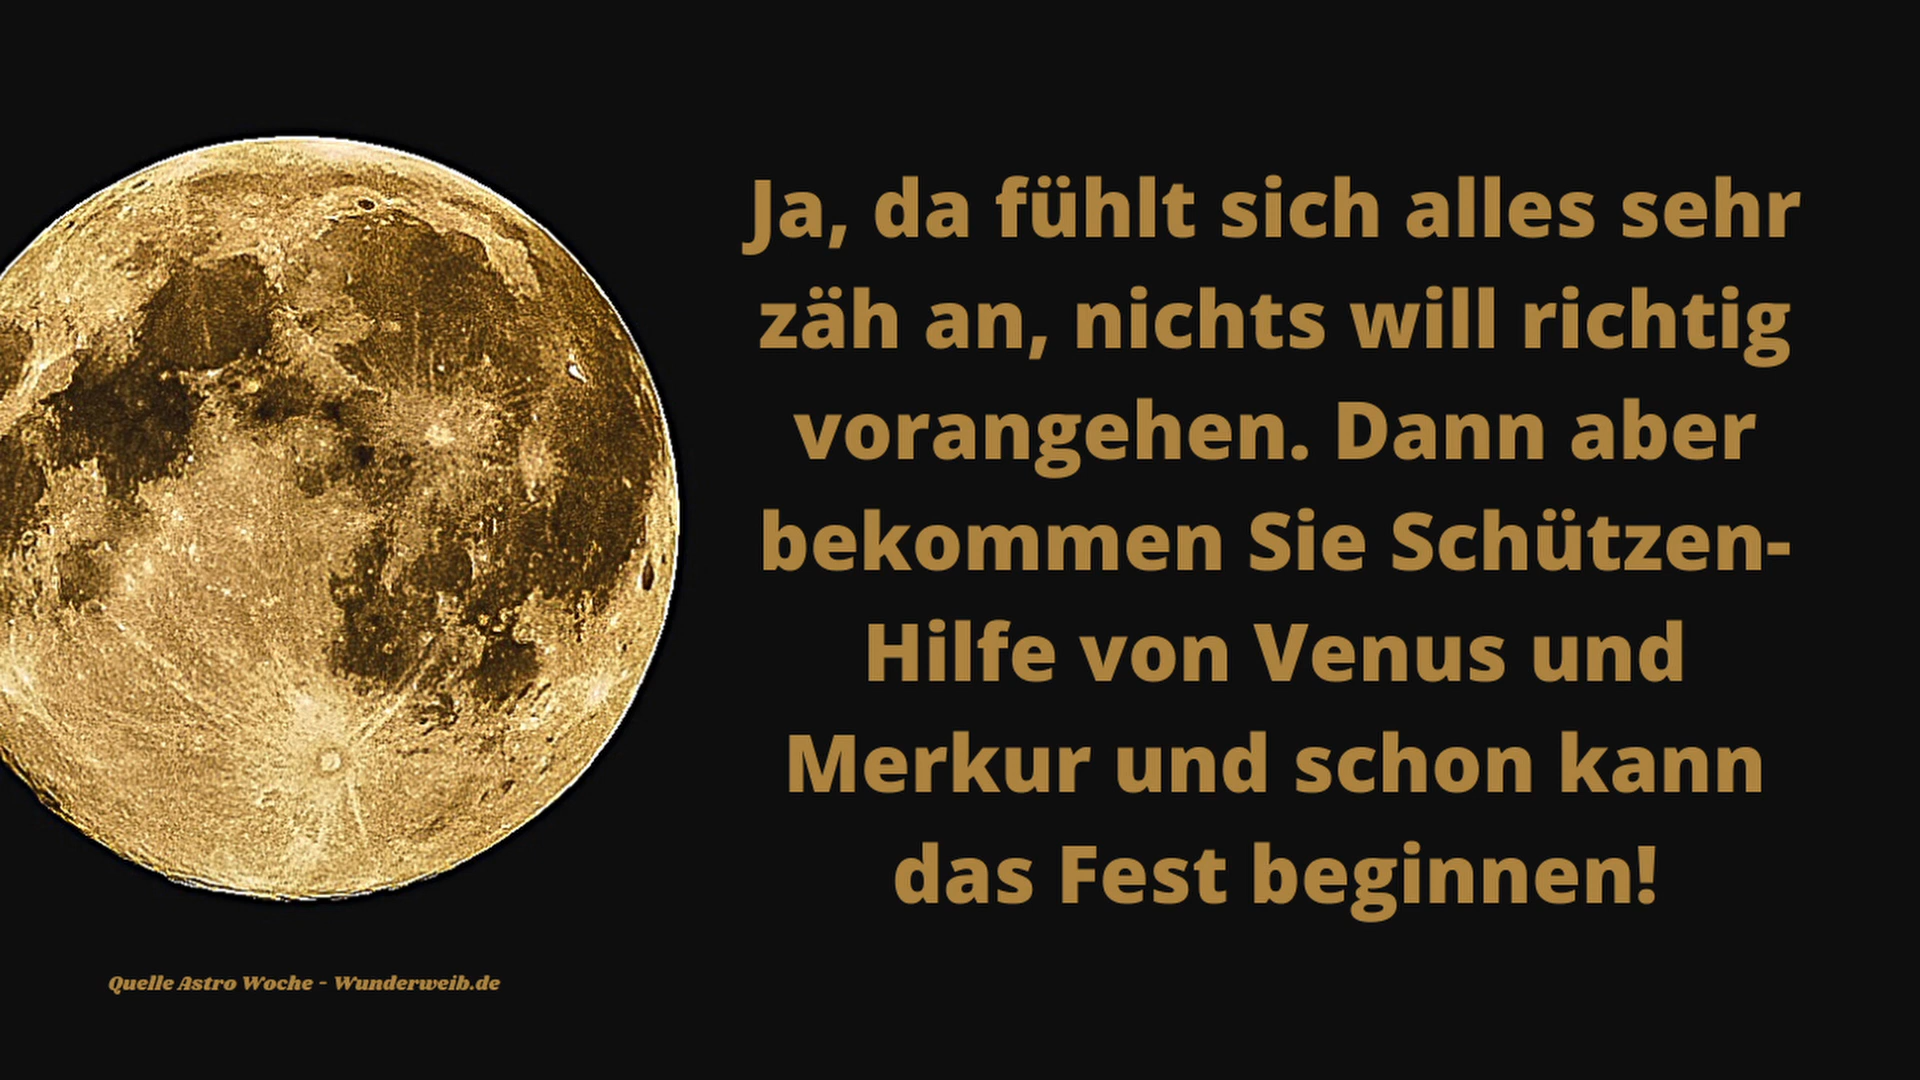 Ja, da fühlt sich alles sehr
zäh an, nichts will richtig
vorangehen. Dann aber
bekommen Sie Schützen-
Hilfe von Venus und
Merkur und schon kann
das Fest beginnen!
Quelle Astro Woche - Wunderweib.de